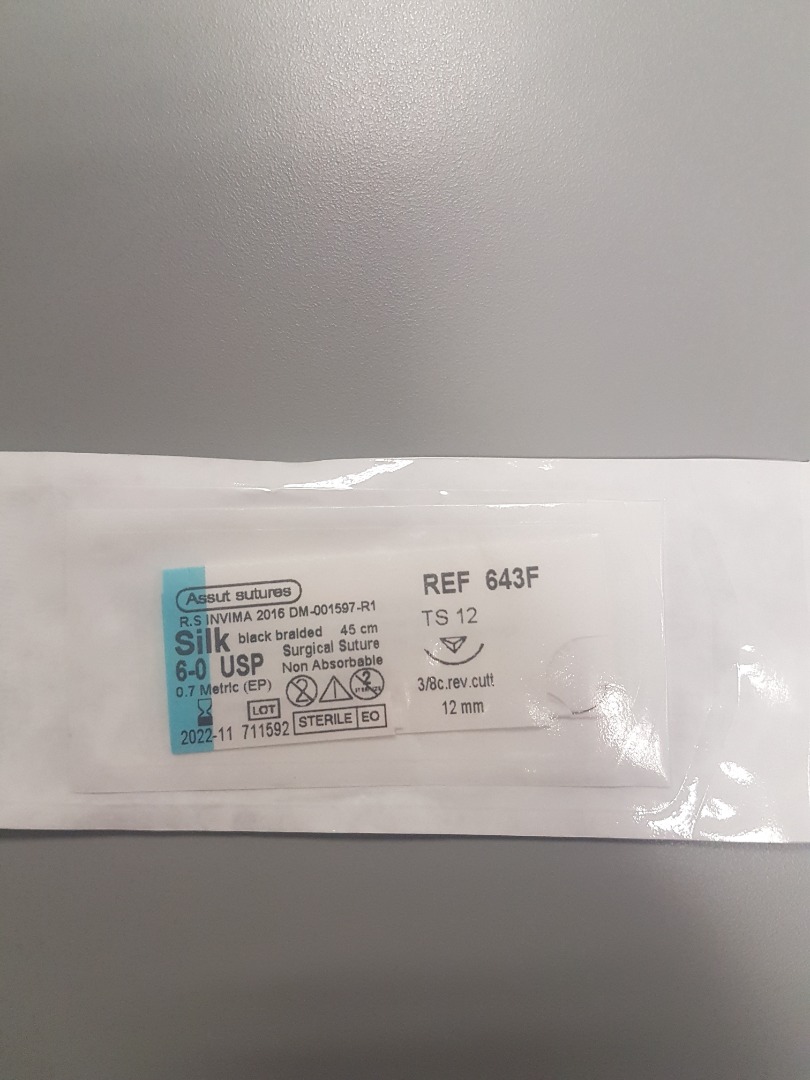 Assut sutures
R.S INVIMA 2016 DM-001597-R1
Silk black braided 45 cm
Surgical Suture
6-0 USP Non Absorbable
0.7 Metric (EP)
2
LOT
STERILE EO
2022-11 711592
REF 643F
TS 12
3/8c.rev.cutt
12 mm